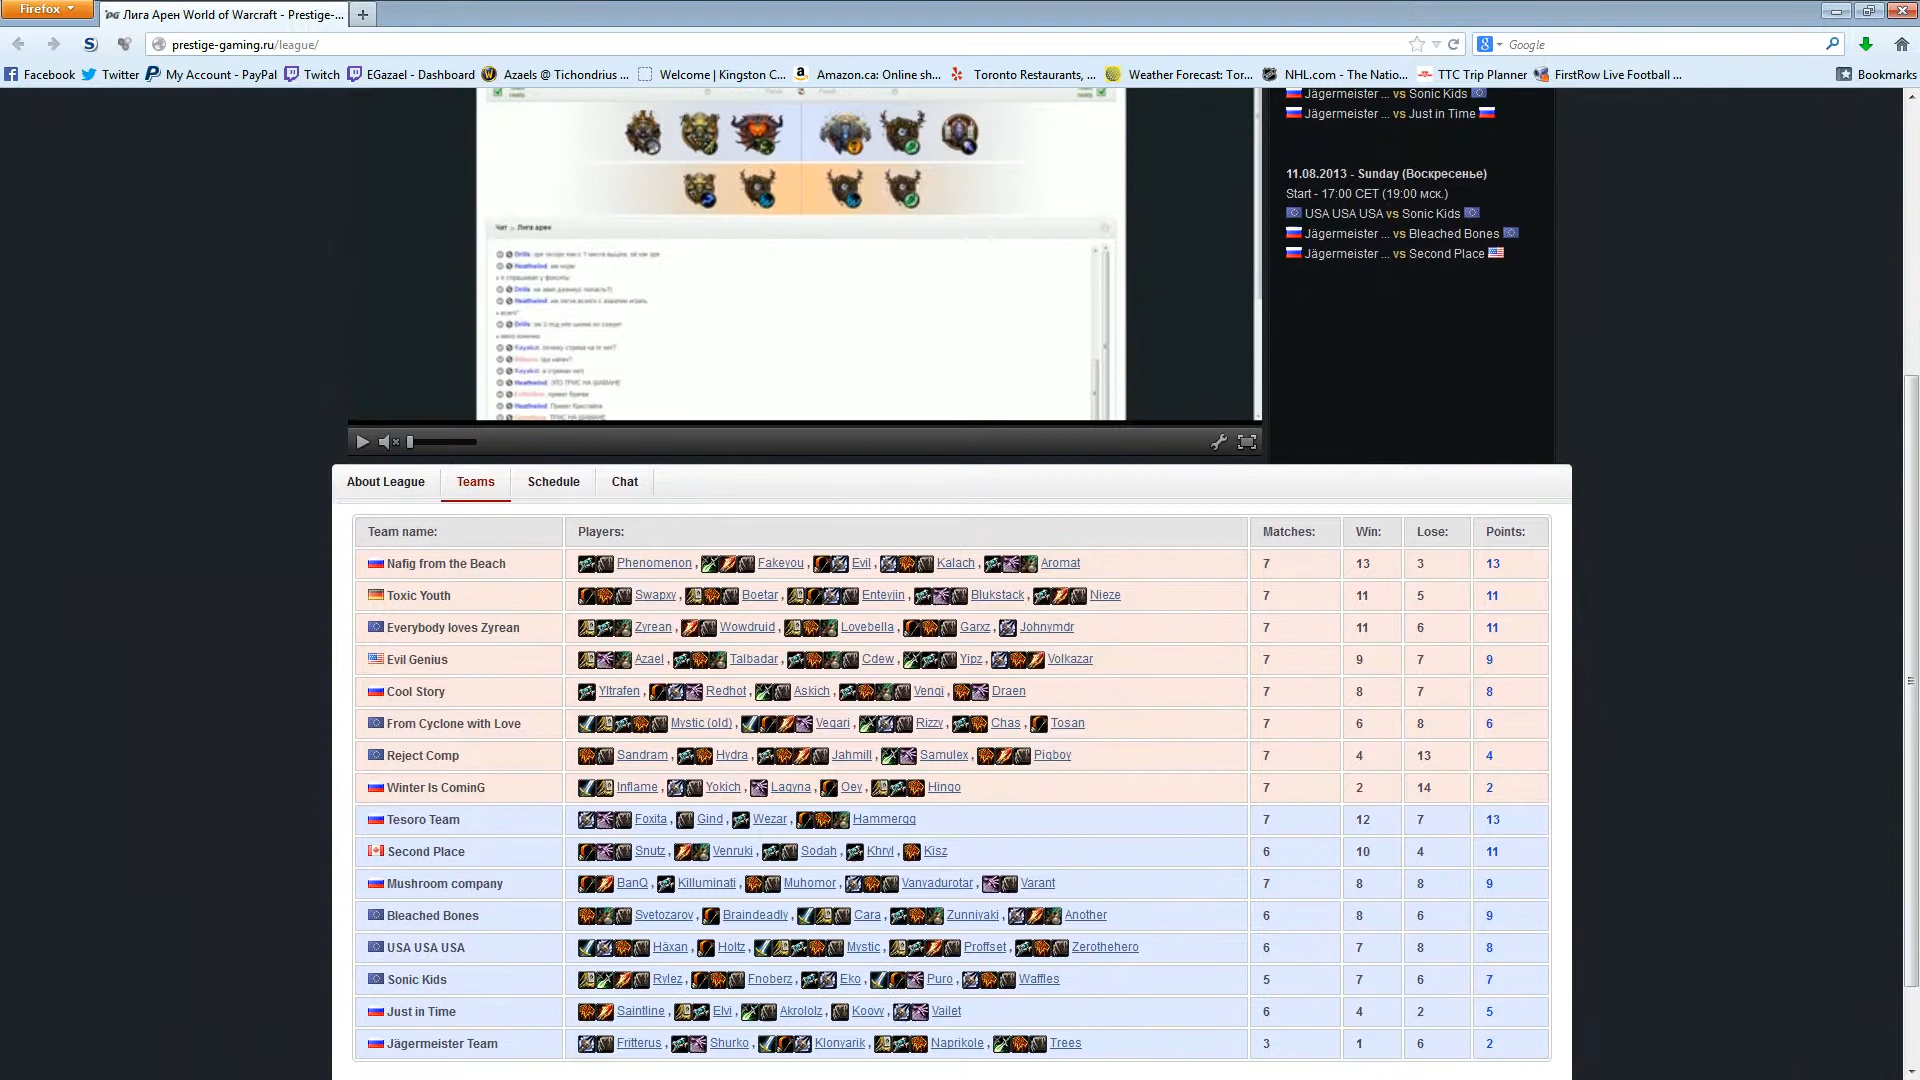 Firefox
Лига Арен World of Warcraft - Prestige-...
prestige-gaming.ru/league/
Google
Facebook Twitter My Account - PayPal Twitch EGazael - Dashboard Azaels @ Tichondrius ... Welcome | Kingston C... Amazon.ca: Online sh... Toronto Restaurants, ... Weather Forecast: Tor... NHL.com - The Natio... TTC Trip Planner FirstRow Live Football ... Bookmarks
Jägermeister ... vs Sonic Kids
Jägermeister ... vs Just in Time
11.08.2013 - Sunday (Воскресенье)
Start - 17:00 CET (19:00 мск.)
USA USA USA vs Sonic Kids
Jägermeister ... vs Bleached Bones
Jägermeister ... vs Second Place
About League Teams Schedule Chat
Team name: Players: Matches: Win: Lose: Points:
Nafig from the Beach Phenomenon , Fakeyou , Evil , Kalach , Aromat 7 13 3 13
Toxic Youth Swapxy , Boetar , Enteyjin , Blukstack , Nieze 7 11 5 11
Everybody loves Zyrean Zyrean , Wowdruid , Lovebella , Garxz , Johnymdr 7 11 6 11
Evil Genius Azael , Talbadar , Cdew , Yipz , Volkazar 7 9 7 9
Cool Story Yltrafen , Redhot , Askich , Vengi , Draen 7 8 7 8
From Cyclone with Love Mystic (old) , Vegari , Rizzy , Chas , Tosan 7 6 8 6
Reject Comp Sandram , Hydra , Jahmill , Samulex , Pigboy 7 4 13 4
Winter Is CominG Inflame , Yokich , Lagyna , Oey , Hingo 7 2 14 2
Tesoro Team Foxita , Gind , Wezar , Hammergg 7 12 7 13
Second Place Snutz , Venruki , Sodah , Khryl , Kisz 6 10 4 11
Mushroom company BanQ , Killuminati , Muhomor , Vanyadurotar , Varant 7 8 8 9
Bleached Bones Svetozarov , Braindeadly , Cara , Zunniyaki , Another 6 8 6 9
USA USA USA Häxan , Holtz , Mystic , Proffset , Zerothehero 6 7 8 8
Sonic Kids Rylez , Fnoberz , Eko , Puro , Waffles 5 7 6 7
Just in Time Saintline , Elvi , Akrololz , Koovv , Vailet 6 4 2 5
Jägermeister Team Fritterus , Shurko , Klonyarik , Naprikole , Trees 3 1 6 2